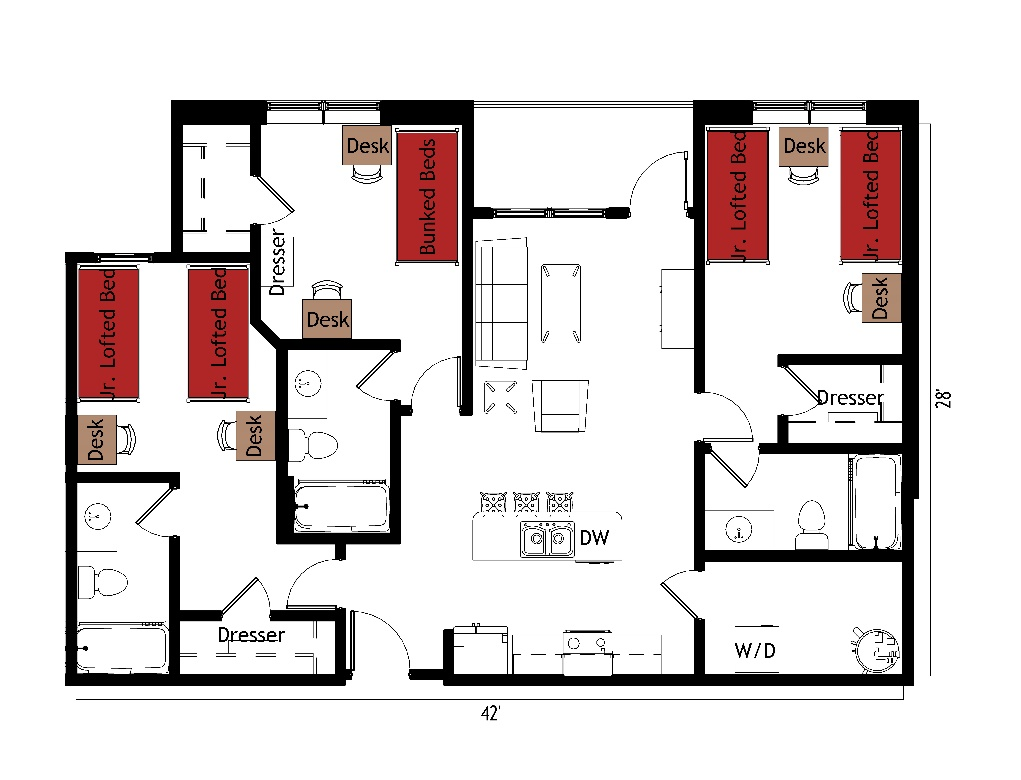 Desk
Bunked Beds
Jr. Lofted Bed
Desk
Jr. Lofted Bed
Dresser
Desk
Jr. Lofted Bed
Jr. Lofted Bed
Desk
Desk
Desk
Dresser
28'
DW
Dresser
W/D
42'